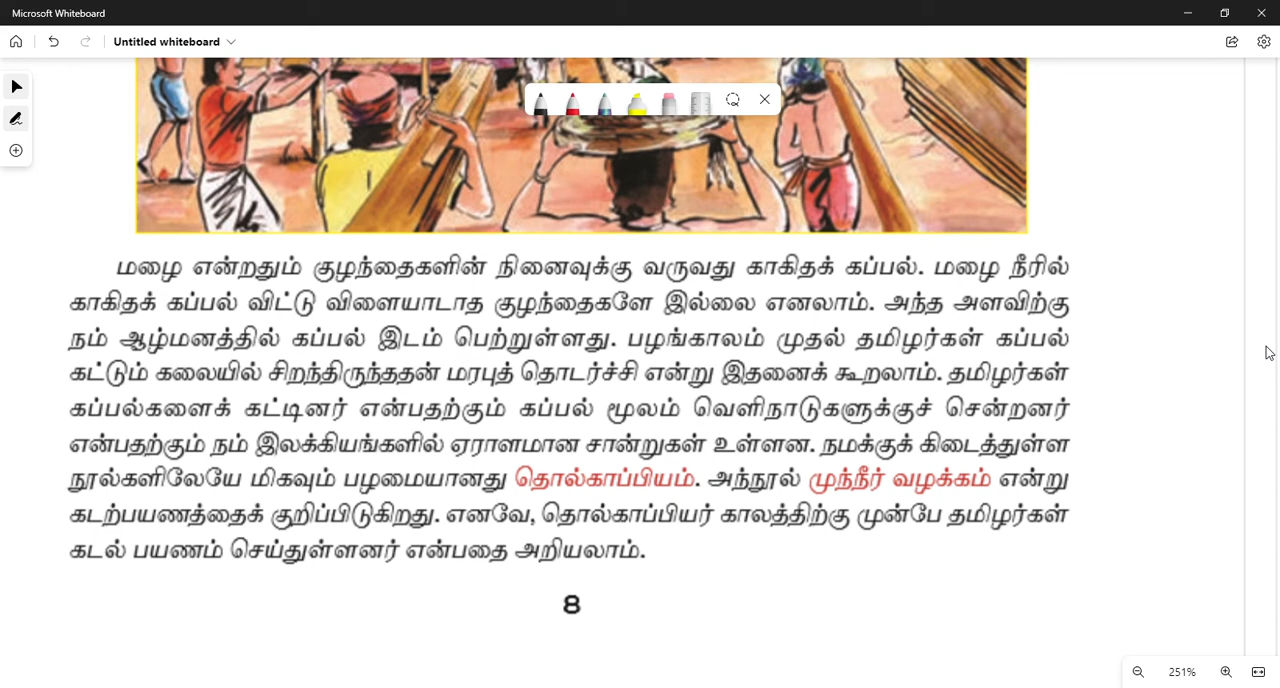 Microsoft Whiteboard
Untitled whiteboard
மழை என்றதும் குழந்தைகளின் நினைவுக்கு வருவது காகிதக் கப்பல். மழை நீரில்
காகிதக் கப்பல் விட்டு விளையாடாத குழந்தைகளே இல்லை எனலாம். அந்த அளவிற்கு
நம் ஆழ்மனத்தில் கப்பல் இடம் பெற்றுள்ளது. பழங்காலம் முதல் தமிழர்கள் கப்பல்
கட்டும் கலையில் சிறந்திருந்ததன் மரபுத் தொடர்ச்சி என்று இதனைக் கூறலாம். தமிழர்கள்
கப்பல்களைக் கட்டினர் என்பதற்கும் கப்பல் மூலம் வெளிநாடுகளுக்குச் சென்றனர்
என்பதற்கும் நம் இலக்கியங்களில் ஏராளமான சான்றுகள் உள்ளன. நமக்குக் கிடைத்துள்ள
நூல்களிலேயே மிகவும் பழமையானது தொல்காப்பியம். அந்நூல் முந்நீர் வழக்கம் என்று
கடற்பயணத்தைக் குறிப்பிடுகிறது. எனவே, தொல்காப்பியர் காலத்திற்கு முன்பே தமிழர்கள்
கடல் பயணம் செய்துள்ளனர் என்பதை அறியலாம்.
8
251%